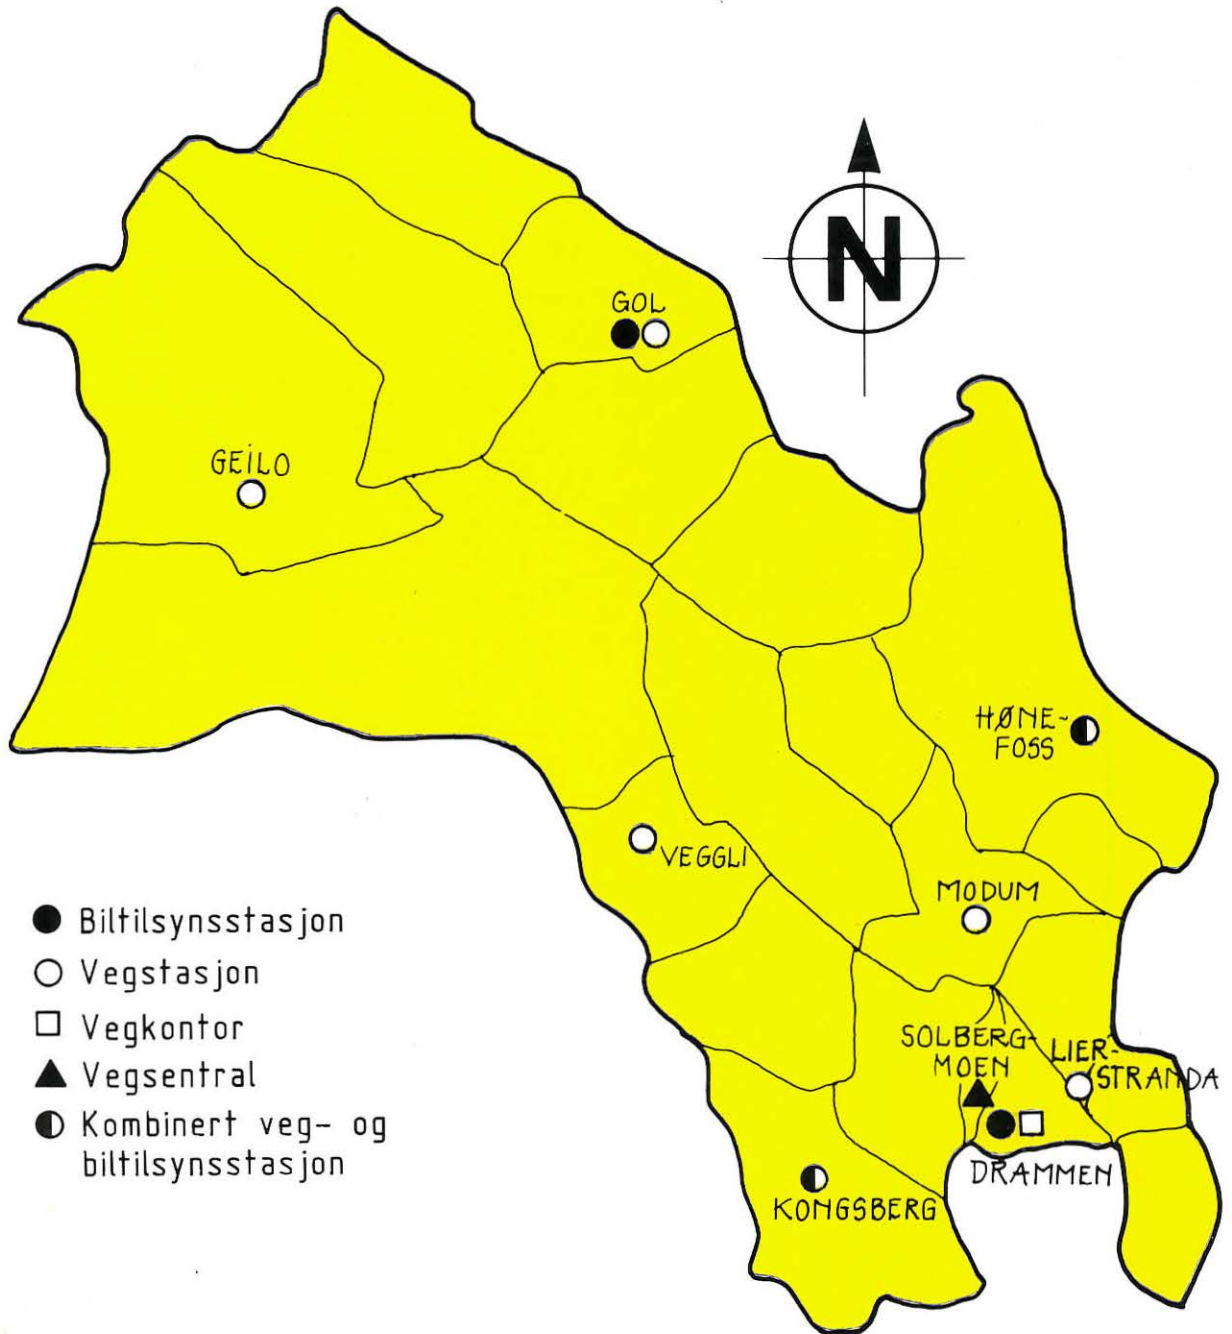 N
GOL
GEILO
HØNE-
FOSS
VEGGLI
MODUM
SOLBERG-
MOEN
LIER-
STRANDA
DRAMMEN
KONGSBERG
Biltilsynsstasjon
Vegstasjon
Vegkontor
Vegsentral
Kombinert veg- og
biltilsynsstasjon